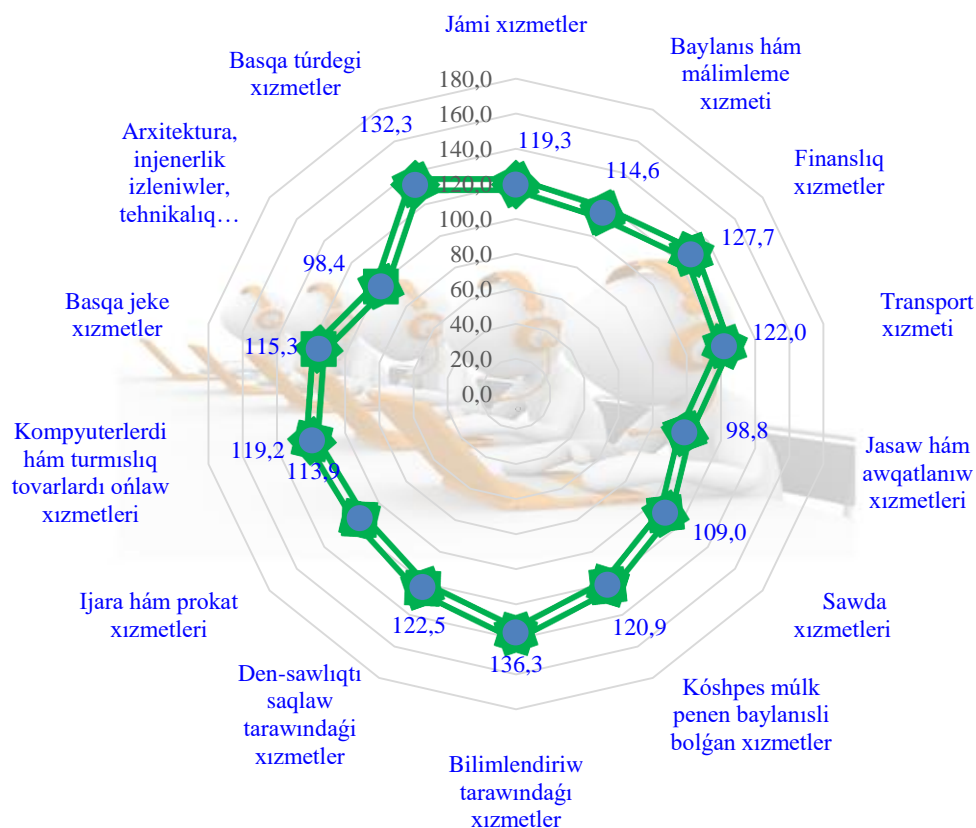 Jámi xızmetler
Baylanıs hám
málimleme
xızmeti
Finanslıq
xızmetler
Transport
xızmeti
Jasaw hám
awqatlanıw
xızmetleri
Sawda
xızmetleri
Kóshpes múlk
penen baylanısli
bolǵan xızmetler
Bilimlendiriw
tarawındaǵı
xızmetler
Den-sawlıqtı
saqlaw
tarawındaǵi
xızmetler
Ijara hám prokat
xızmetleri
Kompyuterlerdi
hám turmıslıq
tovarlardı ońlaw
xızmetleri
Basqa jeke
xızmetler
Arxitektura,
injenerlik
izleniwler,
tehnikalıq…
Basqa túrdegi
xızmetler
180,0
160,0
140,0
120,0
100,0
80,0
60,0
40,0
20,0
0,0
119,3
114,6
127,7
122,0
98,8
109,0
120,9
136,3
122,5
113,9
119,2
115,3
98,4
132,3